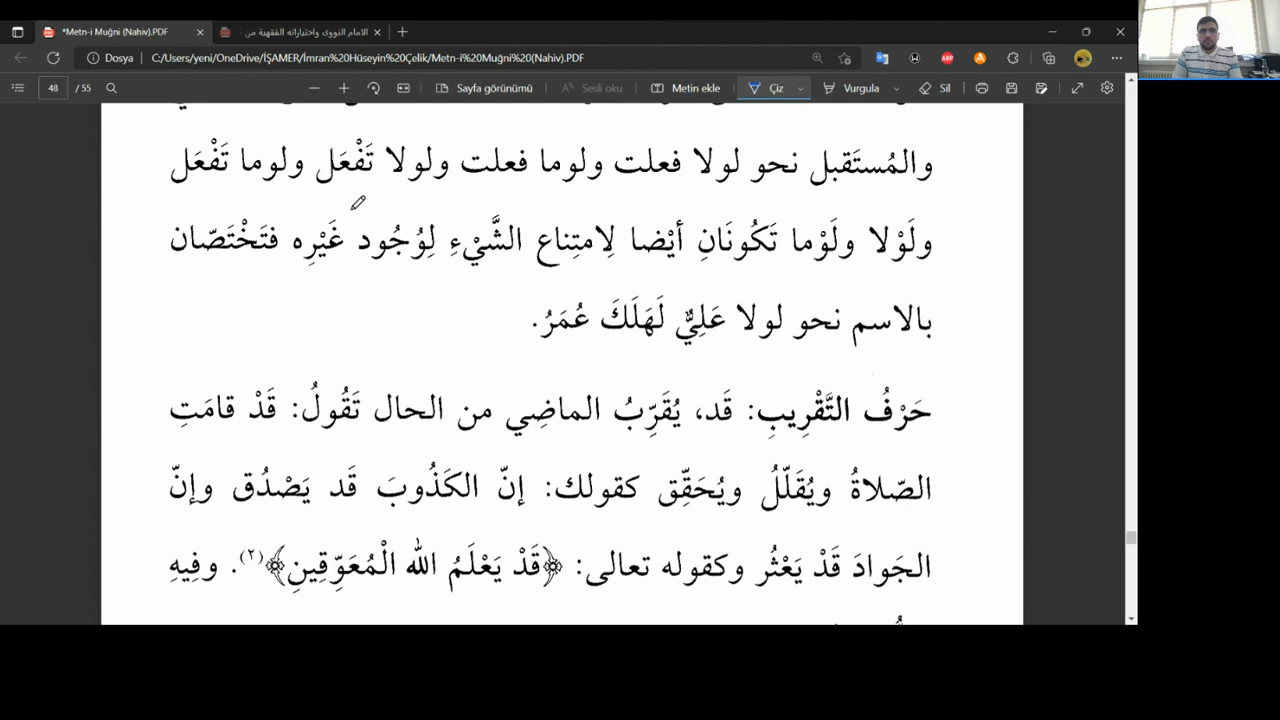 *Metn-i Muğni (Nahiv).PDF
الامام النووى واختياراته الفقهية من
Dosya
C:/Users/yeni/OneDrive/İŞAMER/İmran%20Hüseyin%20Çelik/Metn-i%20Muğni%20(Nahiv).PDF
48 / 55
Sayfa görünümü
Sesli oku
Metin ekle
Çiz
Vurgula
Sil
والمُستَقبل نحو لولا فعلت ولوما فعلت ولولا تَفْعَل ولوما تَفْعَل
ولَوْلا ولَوْما تَكُونَانِ أيْضا لِامتِناع الشَّيْءِ لِوُجُود غَيْرِه فتَخْتَصّان
بالاسم نحو لولا عَلِيٌّ لَهَلَكَ عُمَرُ.
حَرْفُ التَّقْرِيبِ: قَد، يُقَرِّبُ الماضِي من الحال تَقُولُ: قَدْ قامَتِ
الصّلاةُ ويُقَلّلُ ويُحَقِّق كقولك: إنّ الكَذُوبَ قَد يَصْدُق وإنّ
الجَوادَ قَدْ يَعْثُر وكقوله تعالى: ﴿قَدْ يَعْلَمُ الله الْمُعَوِّقِينِ﴾(٢). وفِيهِ